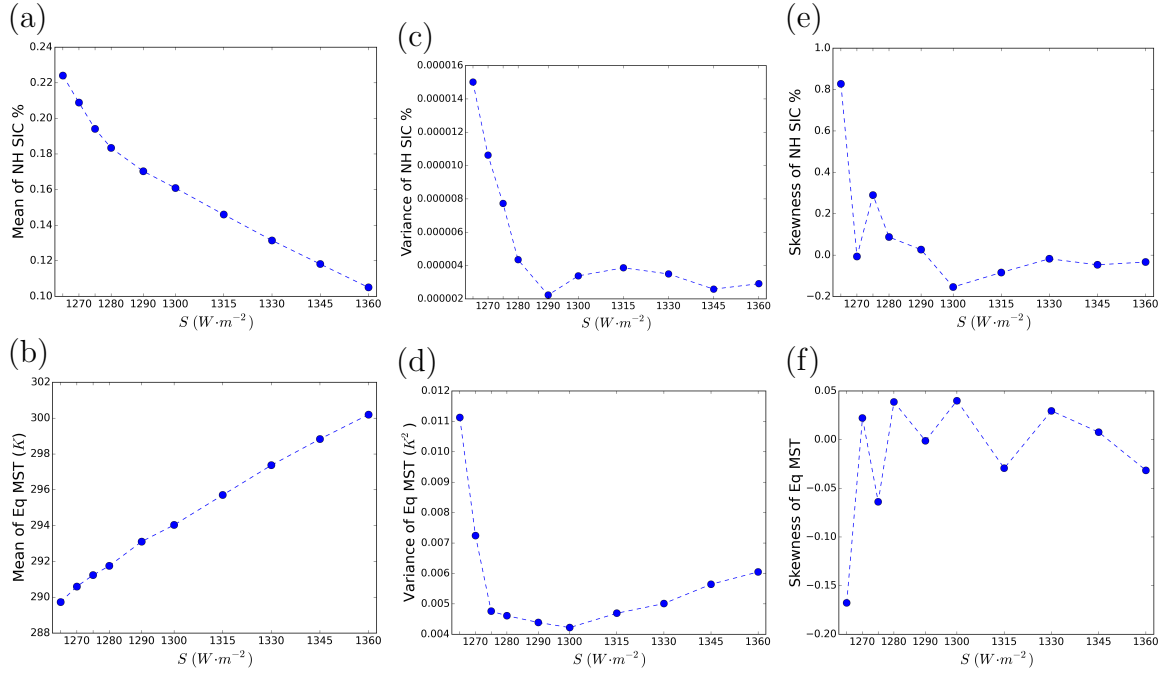 (a)
Mean of NH SIC %
0.24
0.22
0.20
0.18
0.16
0.14
0.12
0.10
1270 1280 1290 1300 1315 1330 1345 1360
S (W·m⁻²)
(c)
Variance of NH SIC %
0.000016
0.000014
0.000012
0.000010
0.000008
0.000006
0.000004
0.000002
1270 1280 1290 1300 1315 1330 1345 1360
S (W·m⁻²)
(e)
Skewness of NH SIC %
1.0
0.8
0.6
0.4
0.2
0.0
−0.2
1270 1280 1290 1300 1315 1330 1345 1360
S (W·m⁻²)
(b)
Mean of Eq MST (K)
302
300
298
296
294
292
290
288
1270 1280 1290 1300 1315 1330 1345 1360
S (W·m⁻²)
(d)
Variance of Eq MST (K²)
0.012
0.011
0.010
0.009
0.008
0.007
0.006
0.005
0.004
1270 1280 1290 1300 1315 1330 1345 1360
S (W·m⁻²)
(f)
Skewness of Eq MST
0.05
0.00
−0.05
−0.10
−0.15
−0.20
1270 1280 1290 1300 1315 1330 1345 1360
S (W·m⁻²)